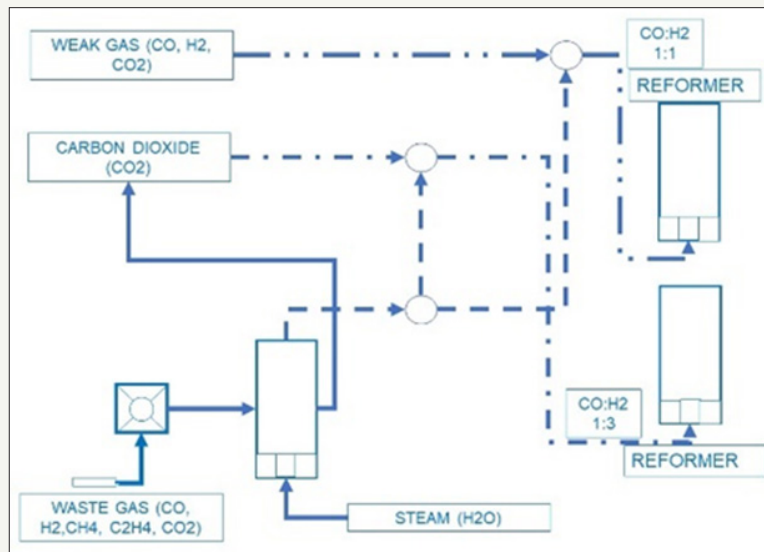 WEAK GAS (CO, H2,
CO2)
CO:H2
1:1
REFORMER
CARBON DIOXIDE
(CO2)
CO:H2
1:3
REFORMER
WASTE GAS (CO,
H2,CH4, C2H4, CO2)
STEAM (H2O)